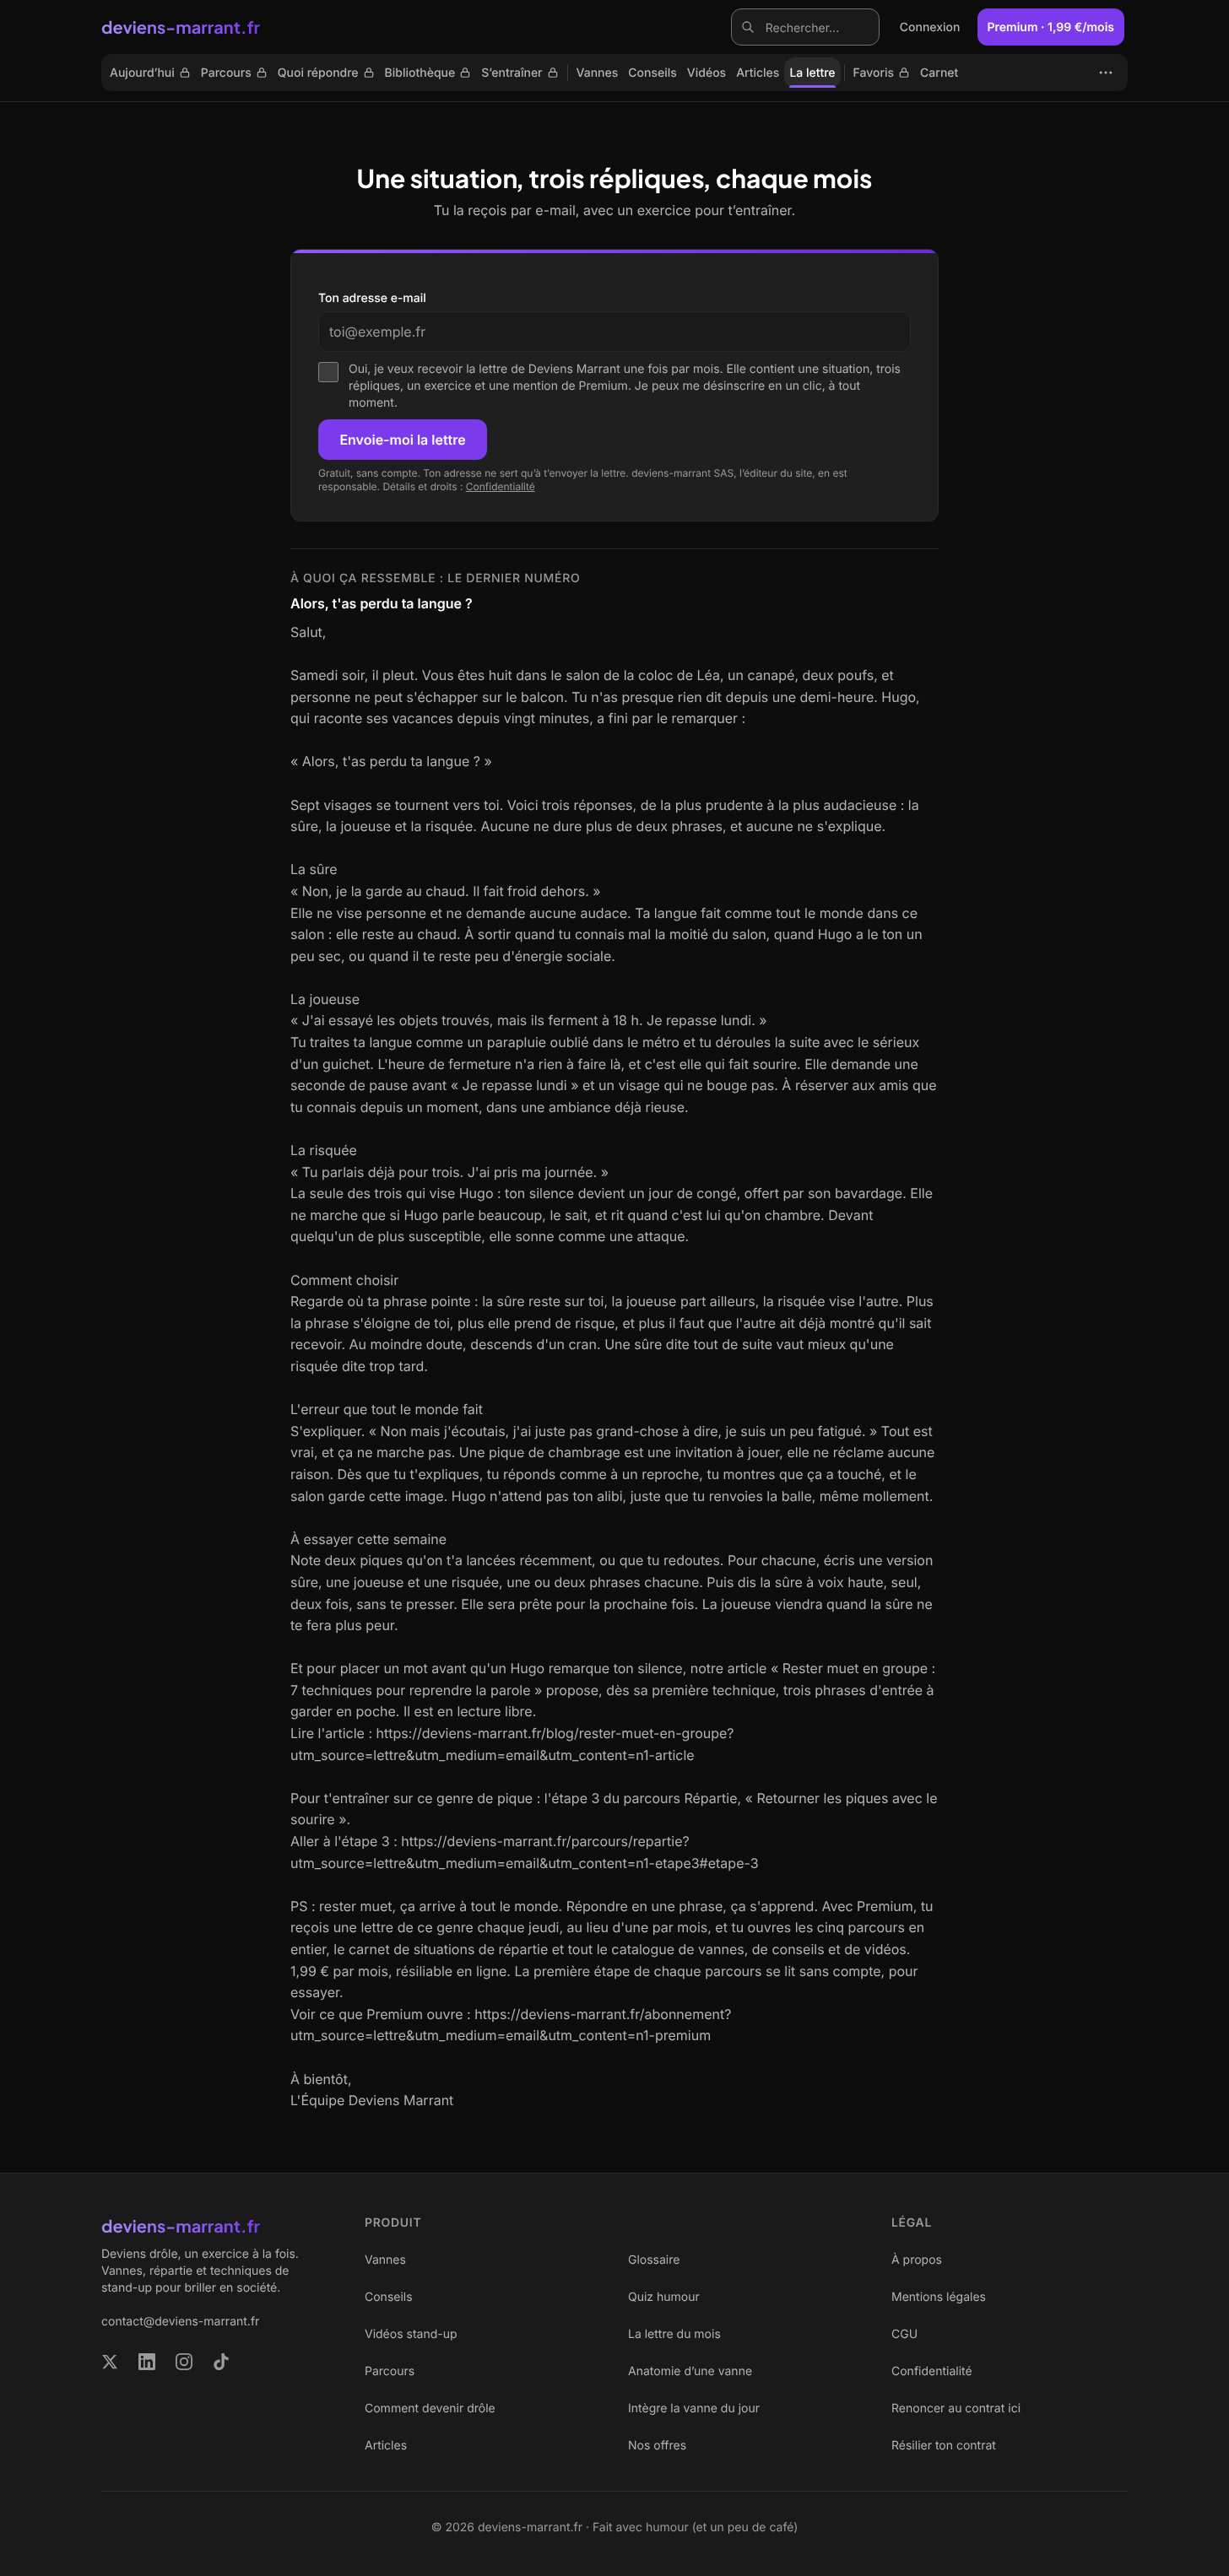 deviens-marrant.fr
Rechercher...
Connexion
Premium · 1,99 €/mois
Aujourd’hui
Parcours
Quoi répondre
Bibliothèque
S’entraîner
Vannes
Conseils
Vidéos
Articles
La lettre
Favoris
Carnet
Une situation, trois répliques, chaque mois
Tu la reçois par e-mail, avec un exercice pour t’entraîner.
Ton adresse e-mail
toi@exemple.fr
Oui, je veux recevoir la lettre de Deviens Marrant une fois par mois. Elle contient une situation, trois
répliques, un exercice et une mention de Premium. Je peux me désinscrire en un clic, à tout
moment.
Envoie-moi la lettre
Gratuit, sans compte. Ton adresse ne sert qu’à t’envoyer la lettre. deviens-marrant SAS, l’éditeur du site, en est
responsable. Détails et droits : Confidentialité
À QUOI ÇA RESSEMBLE : LE DERNIER NUMÉRO
Alors, t'as perdu ta langue ?
Salut,
Samedi soir, il pleut. Vous êtes huit dans le salon de la coloc de Léa, un canapé, deux poufs, et
personne ne peut s'échapper sur le balcon. Tu n'as presque rien dit depuis une demi-heure. Hugo,
qui raconte ses vacances depuis vingt minutes, a fini par le remarquer :
« Alors, t'as perdu ta langue ? »
Sept visages se tournent vers toi. Voici trois réponses, de la plus prudente à la plus audacieuse : la
sûre, la joueuse et la risquée. Aucune ne dure plus de deux phrases, et aucune ne s'explique.
La sûre
« Non, je la garde au chaud. Il fait froid dehors. »
Elle ne vise personne et ne demande aucune audace. Ta langue fait comme tout le monde dans ce
salon : elle reste au chaud. À sortir quand tu connais mal la moitié du salon, quand Hugo a le ton un
peu sec, ou quand il te reste peu d'énergie sociale.
La joueuse
« J'ai essayé les objets trouvés, mais ils ferment à 18 h. Je repasse lundi. »
Tu traites ta langue comme un parapluie oublié dans le métro et tu déroules la suite avec le sérieux
d'un guichet. L'heure de fermeture n'a rien à faire là, et c'est elle qui fait sourire. Elle demande une
seconde de pause avant « Je repasse lundi » et un visage qui ne bouge pas. À réserver aux amis que
tu connais depuis un moment, dans une ambiance déjà rieuse.
La risquée
« Tu parlais déjà pour trois. J'ai pris ma journée. »
La seule des trois qui vise Hugo : ton silence devient un jour de congé, offert par son bavardage. Elle
ne marche que si Hugo parle beaucoup, le sait, et rit quand c'est lui qu'on chambre. Devant
quelqu'un de plus susceptible, elle sonne comme une attaque.
Comment choisir
Regarde où ta phrase pointe : la sûre reste sur toi, la joueuse part ailleurs, la risquée vise l'autre. Plus
la phrase s'éloigne de toi, plus elle prend de risque, et plus il faut que l'autre ait déjà montré qu'il sait
recevoir. Au moindre doute, descends d'un cran. Une sûre dite tout de suite vaut mieux qu'une
risquée dite trop tard.
L'erreur que tout le monde fait
S'expliquer. « Non mais j'écoutais, j'ai juste pas grand-chose à dire, je suis un peu fatigué. » Tout est
vrai, et ça ne marche pas. Une pique de chambrage est une invitation à jouer, elle ne réclame aucune
raison. Dès que tu t'expliques, tu réponds comme à un reproche, tu montres que ça a touché, et le
salon garde cette image. Hugo n'attend pas ton alibi, juste que tu renvoies la balle, même mollement.
À essayer cette semaine
Note deux piques qu'on t'a lancées récemment, ou que tu redoutes. Pour chacune, écris une version
sûre, une joueuse et une risquée, une ou deux phrases chacune. Puis dis la sûre à voix haute, seul,
deux fois, sans te presser. Elle sera prête pour la prochaine fois. La joueuse viendra quand la sûre ne
te fera plus peur.
Et pour placer un mot avant qu'un Hugo remarque ton silence, notre article « Rester muet en groupe :
7 techniques pour reprendre la parole » propose, dès sa première technique, trois phrases d'entrée à
garder en poche. Il est en lecture libre.
Lire l'article : https://deviens-marrant.fr/blog/rester-muet-en-groupe?
utm_source=lettre&utm_medium=email&utm_content=n1-article
Pour t'entraîner sur ce genre de pique : l'étape 3 du parcours Répartie, « Retourner les piques avec le
sourire ».
Aller à l'étape 3 : https://deviens-marrant.fr/parcours/repartie?
utm_source=lettre&utm_medium=email&utm_content=n1-etape3#etape-3
PS : rester muet, ça arrive à tout le monde. Répondre en une phrase, ça s'apprend. Avec Premium, tu
reçois une lettre de ce genre chaque jeudi, au lieu d'une par mois, et tu ouvres les cinq parcours en
entier, le carnet de situations de répartie et tout le catalogue de vannes, de conseils et de vidéos.
1,99 € par mois, résiliable en ligne. La première étape de chaque parcours se lit sans compte, pour
essayer.
Voir ce que Premium ouvre : https://deviens-marrant.fr/abonnement?
utm_source=lettre&utm_medium=email&utm_content=n1-premium
À bientôt,
L'Équipe Deviens Marrant
deviens-marrant.fr
Deviens drôle, un exercice à la fois.
Vannes, répartie et techniques de
stand-up pour briller en société.
contact@deviens-marrant.fr
PRODUIT
Vannes
Conseils
Vidéos stand-up
Parcours
Comment devenir drôle
Articles
Glossaire
Quiz humour
La lettre du mois
Anatomie d’une vanne
Intègre la vanne du jour
Nos offres
LÉGAL
À propos
Mentions légales
CGU
Confidentialité
Renoncer au contrat ici
Résilier ton contrat
© 2026 deviens-marrant.fr · Fait avec humour (et un peu de café)